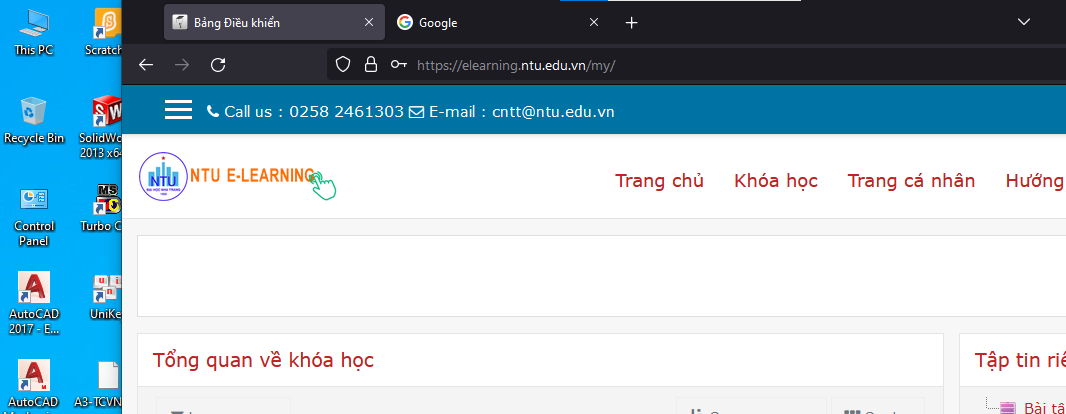 This PC
Recycle Bin
SolidWo
2013 x64
Control
Panel
Turbo C
AutoCAD
2017 - E...
UniKe
AutoCAD
A3-TCVN
Bảng Điều khiển
Google
https://elearning.ntu.edu.vn/my/
Call us : 0258 2461303 E-mail : cntt@ntu.edu.vn
NTU
NTU E-LEARNING
Trang chủ Khóa học Trang cá nhân Hướng
Tổng quan về khóa học
Tập tin riê
Bài tậ